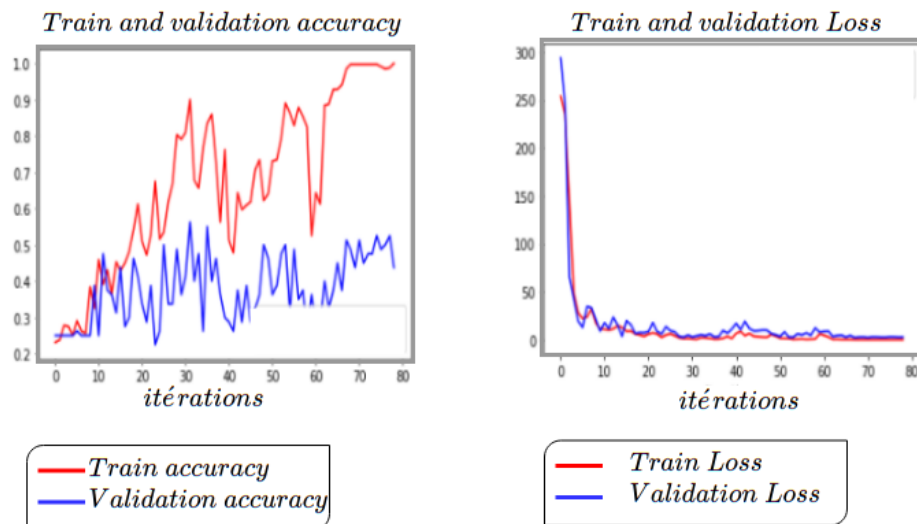 Train and validation accuracy
1.0
0.9
0.8
0.7
0.6
0.5
0.4
0.3
0.2
0 10 20 30 40 50 60 70 80
itérations
Train accuracy
Validation accuracy
Train and validation Loss
300
250
200
150
100
50
0
0 10 20 30 40 50 60 70 80
itérations
Train Loss
Validation Loss